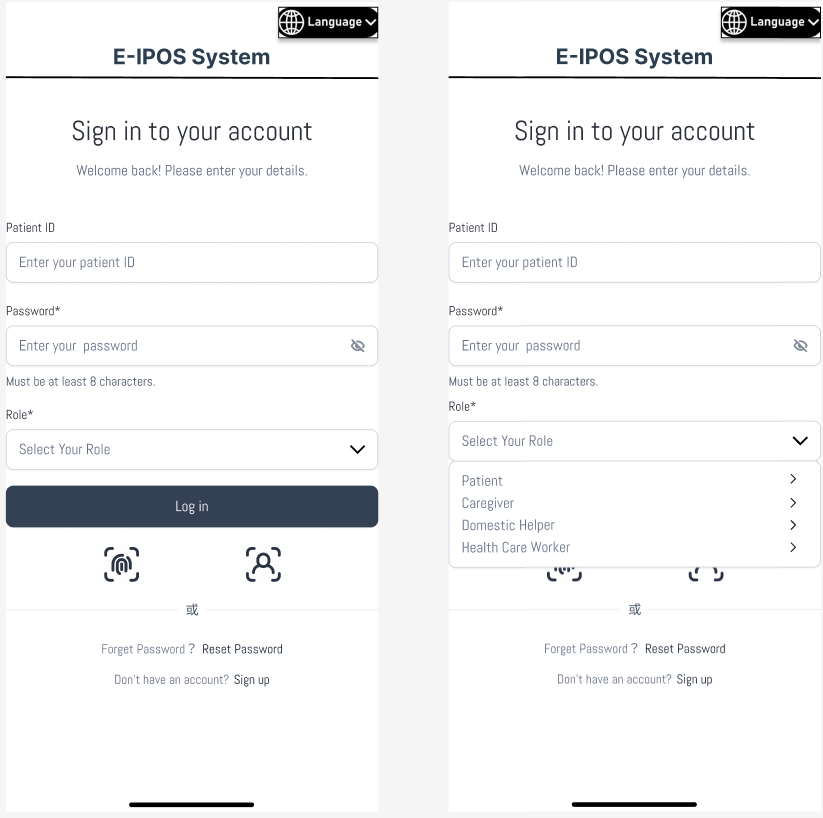 Language
E-IPOS System
Sign in to your account
Welcome back! Please enter your details.
Patient ID
Enter your patient ID
Password*
Enter your  password
Must be at least 8 characters.
Role*
Select Your Role
Log in
或
Forget Password ? Reset Password
Don't have an account? Sign up
Language
E-IPOS System
Sign in to your account
Welcome back! Please enter your details.
Patient ID
Enter your patient ID
Password*
Enter your  password
Must be at least 8 characters.
Role*
Select Your Role
Patient
Caregiver
Domestic Helper
Health Care Worker
或
Forget Password ? Reset Password
Don't have an account? Sign up